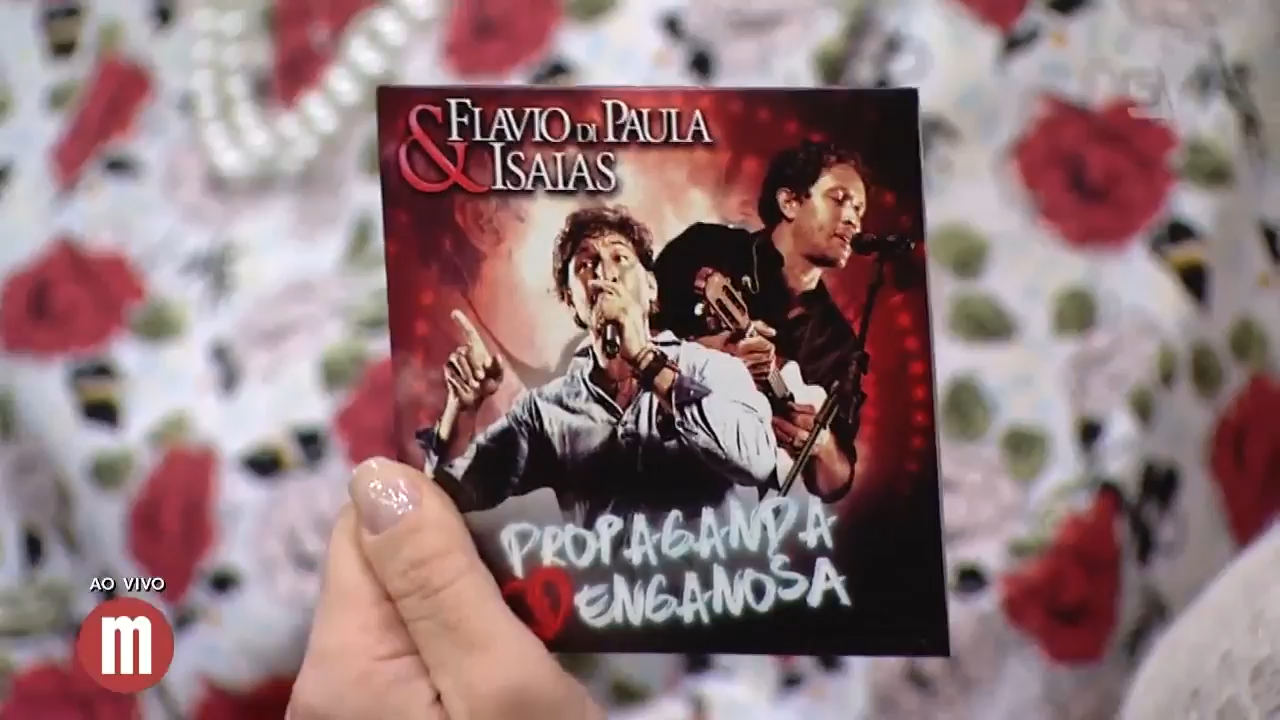 & FLAVIO DI PAULA
ISAIAS
PROPAGANDA
ENGANOSA
AO VIVO
m